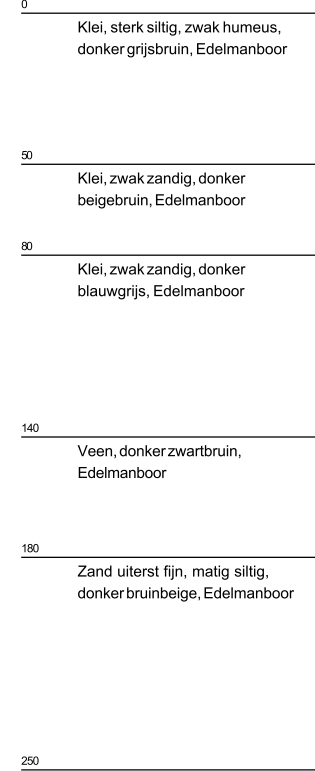 0
Klei, sterk siltig, zwak humeus,
donker grijsbruin, Edelmanboor
50
Klei, zwak zandig, donker
beigebruin, Edelmanboor
80
Klei, zwak zandig, donker
blauwgrijs, Edelmanboor
140
Veen, donker zwartbruin,
Edelmanboor
180
Zand uiterst fijn, matig siltig,
donker bruinbeige, Edelmanboor
250